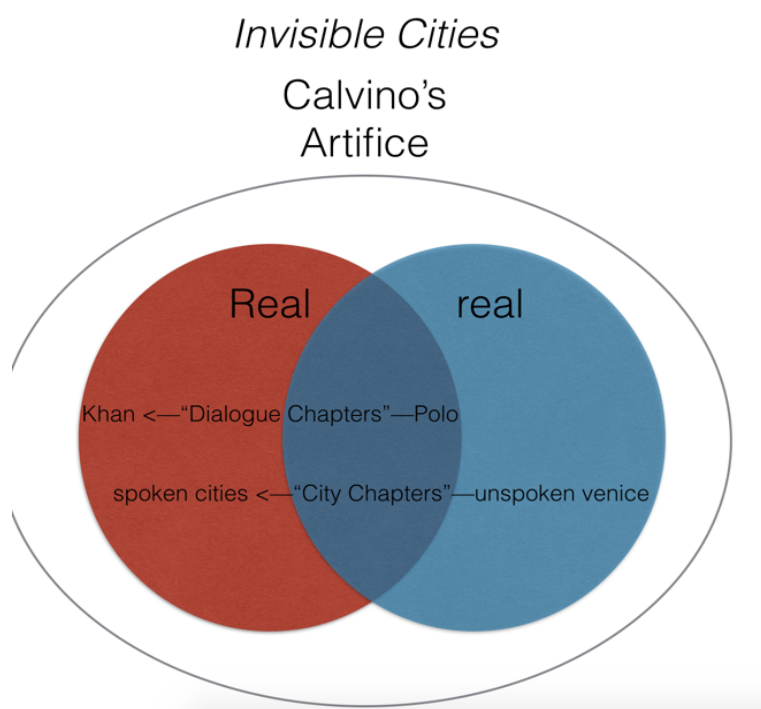 Invisible Cities
Calvino’s
Artifice
Real
real
Khan <—“Dialogue Chapters”—Polo
spoken cities <—“City Chapters”—unspoken venice